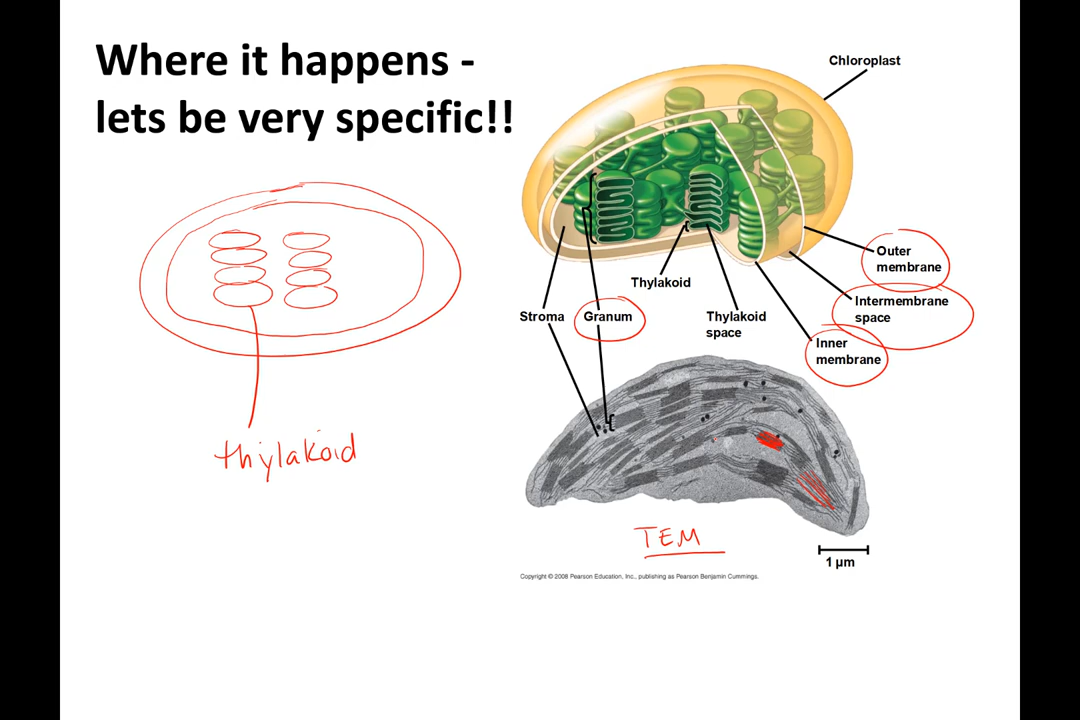 Where it happens -
lets be very specific!!
Chloroplast
Outer
membrane
Intermembrane
space
Inner
membrane
Thylakoid
Stroma
Granum
Thylakoid
space
thylakoid
TEM
1 µm
Copyright © 2008 Pearson Education, Inc., publishing as Pearson Benjamin Cummings.